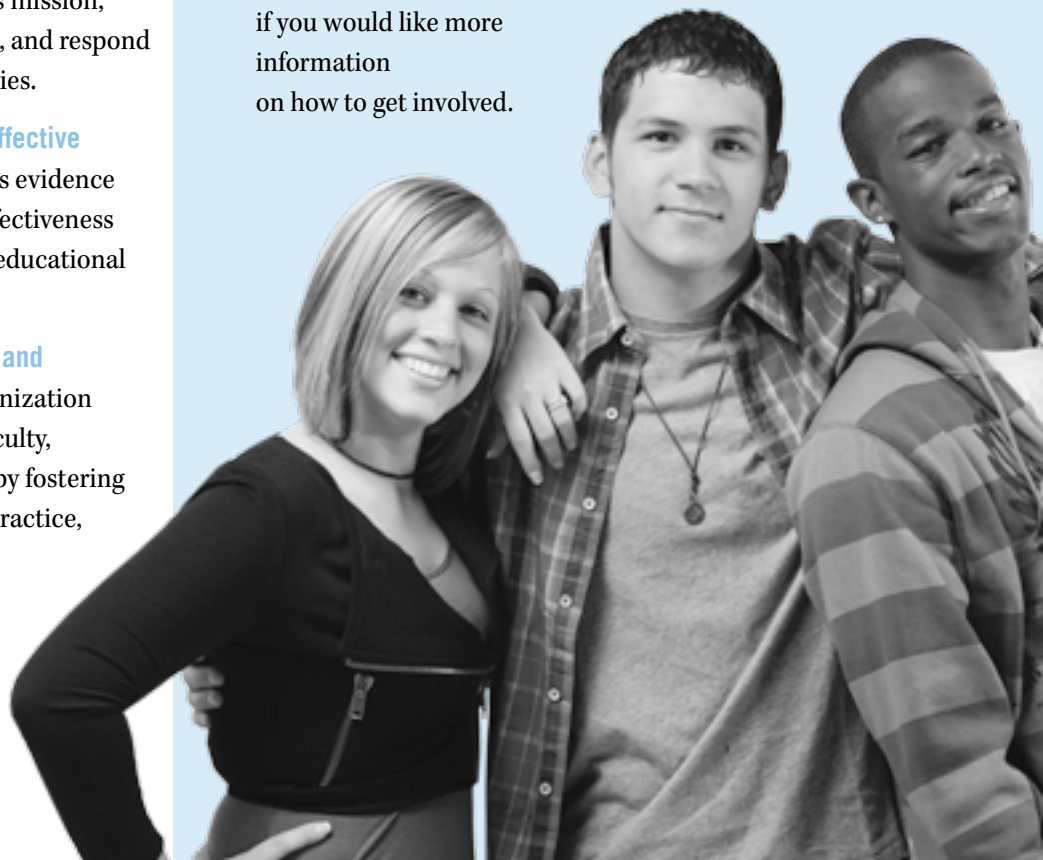 s mission,
, and respond
ies.
ffective
s evidence
fectiveness
educational
and
nization
culty,
by fostering
ractice,
if you would like more
information
on how to get involved.